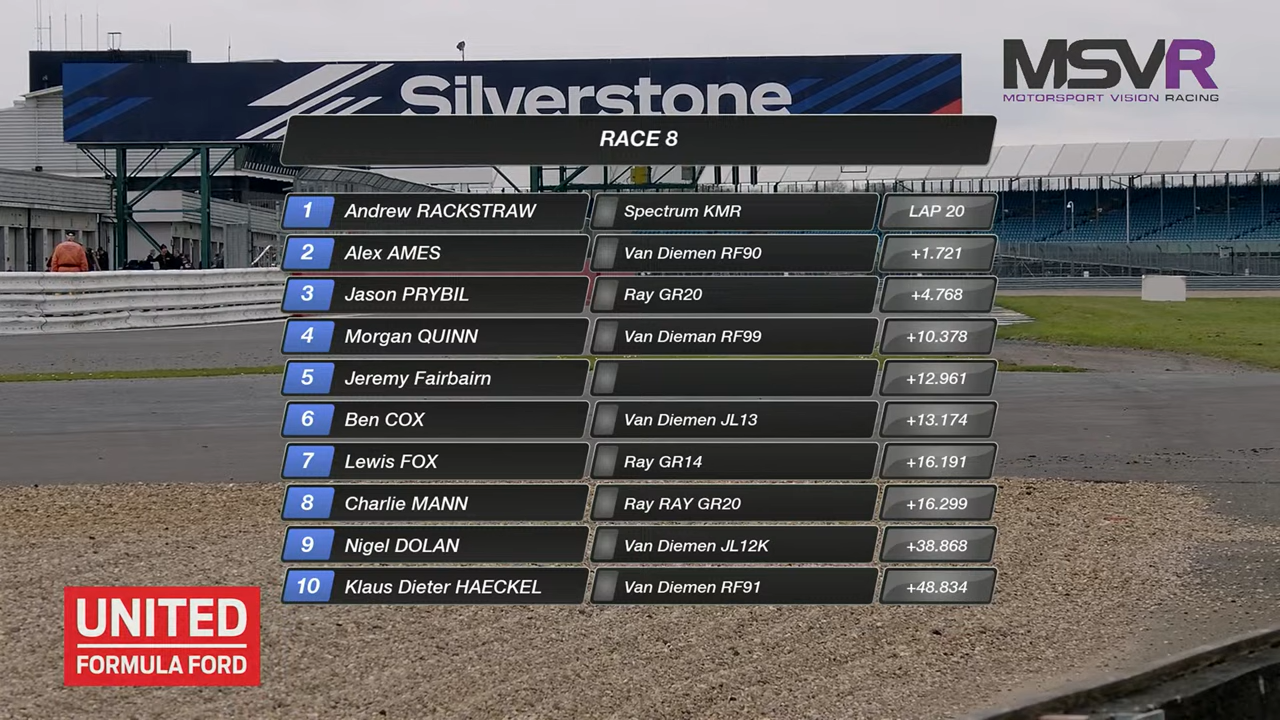 Silverstone
MSVR
MOTORSPORT VISION RACING
RACE 8
1 Andrew RACKSTRAW Spectrum KMR LAP 20
2 Alex AMES Van Diemen RF90 +1.721
3 Jason PRYBIL Ray GR20 +4.768
4 Morgan QUINN Van Dieman RF99 +10.378
5 Jeremy Fairbairn +12.961
6 Ben COX Van Diemen JL13 +13.174
7 Lewis FOX Ray GR14 +16.191
8 Charlie MANN Ray RAY GR20 +16.299
9 Nigel DOLAN Van Diemen JL12K +38.868
10 Klaus Dieter HAECKEL Van Diemen RF91 +48.834
UNITED
FORMULA FORD